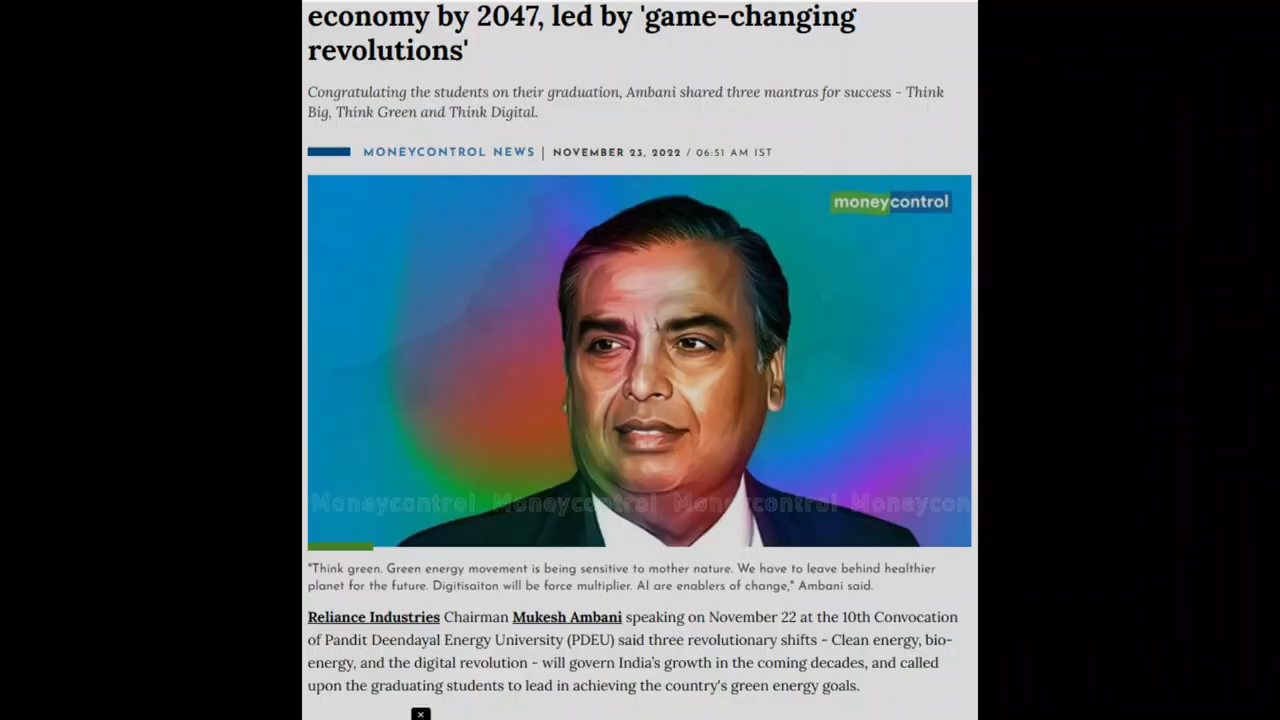 economy by 2047, led by 'game-changing
revolutions'
Congratulating the students on their graduation, Ambani shared three mantras for success - Think
Big, Think Green and Think Digital.
MONEYCONTROL NEWS | NOVEMBER 23, 2022 / 06:51 AM IST
moneycontrol
Moneycontrol Moneycontrol Moneycontrol Moneycon
"Think green. Green energy movement is being sensitive to mother nature. We have to leave behind healthier
planet for the future. Digitisaiton will be force multiplier. AI are enablers of change," Ambani said.
Reliance Industries Chairman Mukesh Ambani speaking on November 22 at the 10th Convocation
of Pandit Deendayal Energy University (PDEU) said three revolutionary shifts - Clean energy, bio-
energy, and the digital revolution - will govern India's growth in the coming decades, and called
upon the graduating students to lead in achieving the country's green energy goals.